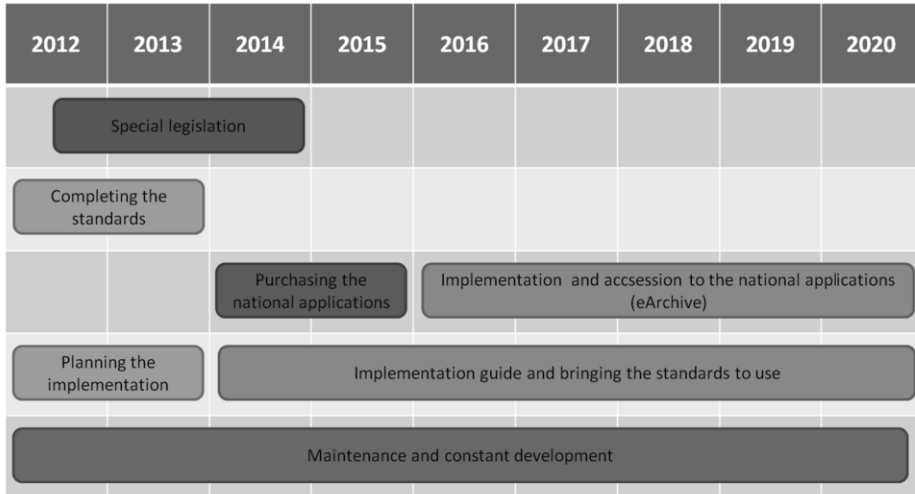 2012 2013 2014 2015 2016 2017 2018 2019 2020
Special legislation
Completing the
standards
Purchasing the
national applications
Implementation and accsession to the national applications
(eArchive)
Planning the
implementation
Implementation guide and bringing the standards to use
Maintenance and constant development